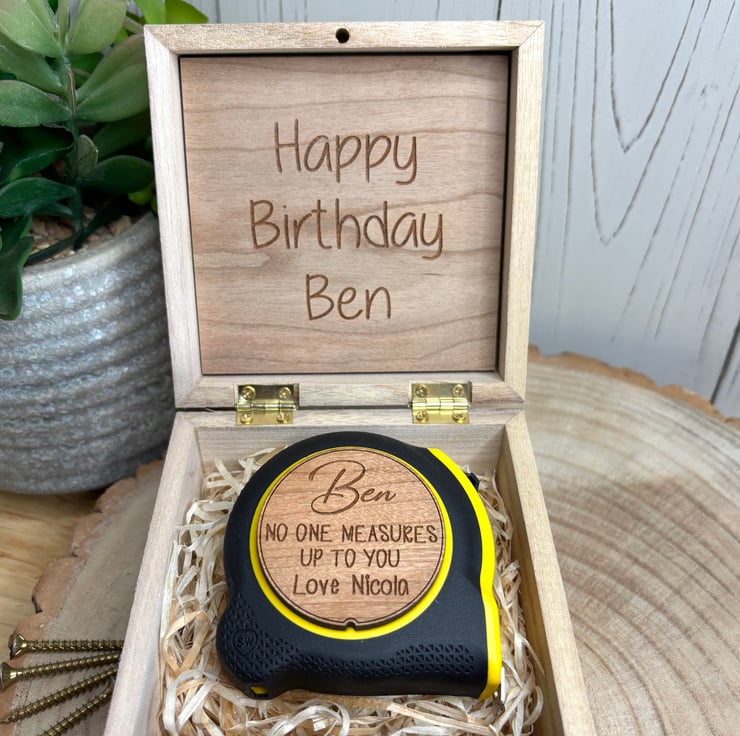 Happy
Birthday
Ben
Ben
NO ONE MEASURES
UP TO YOU
Love Nicola